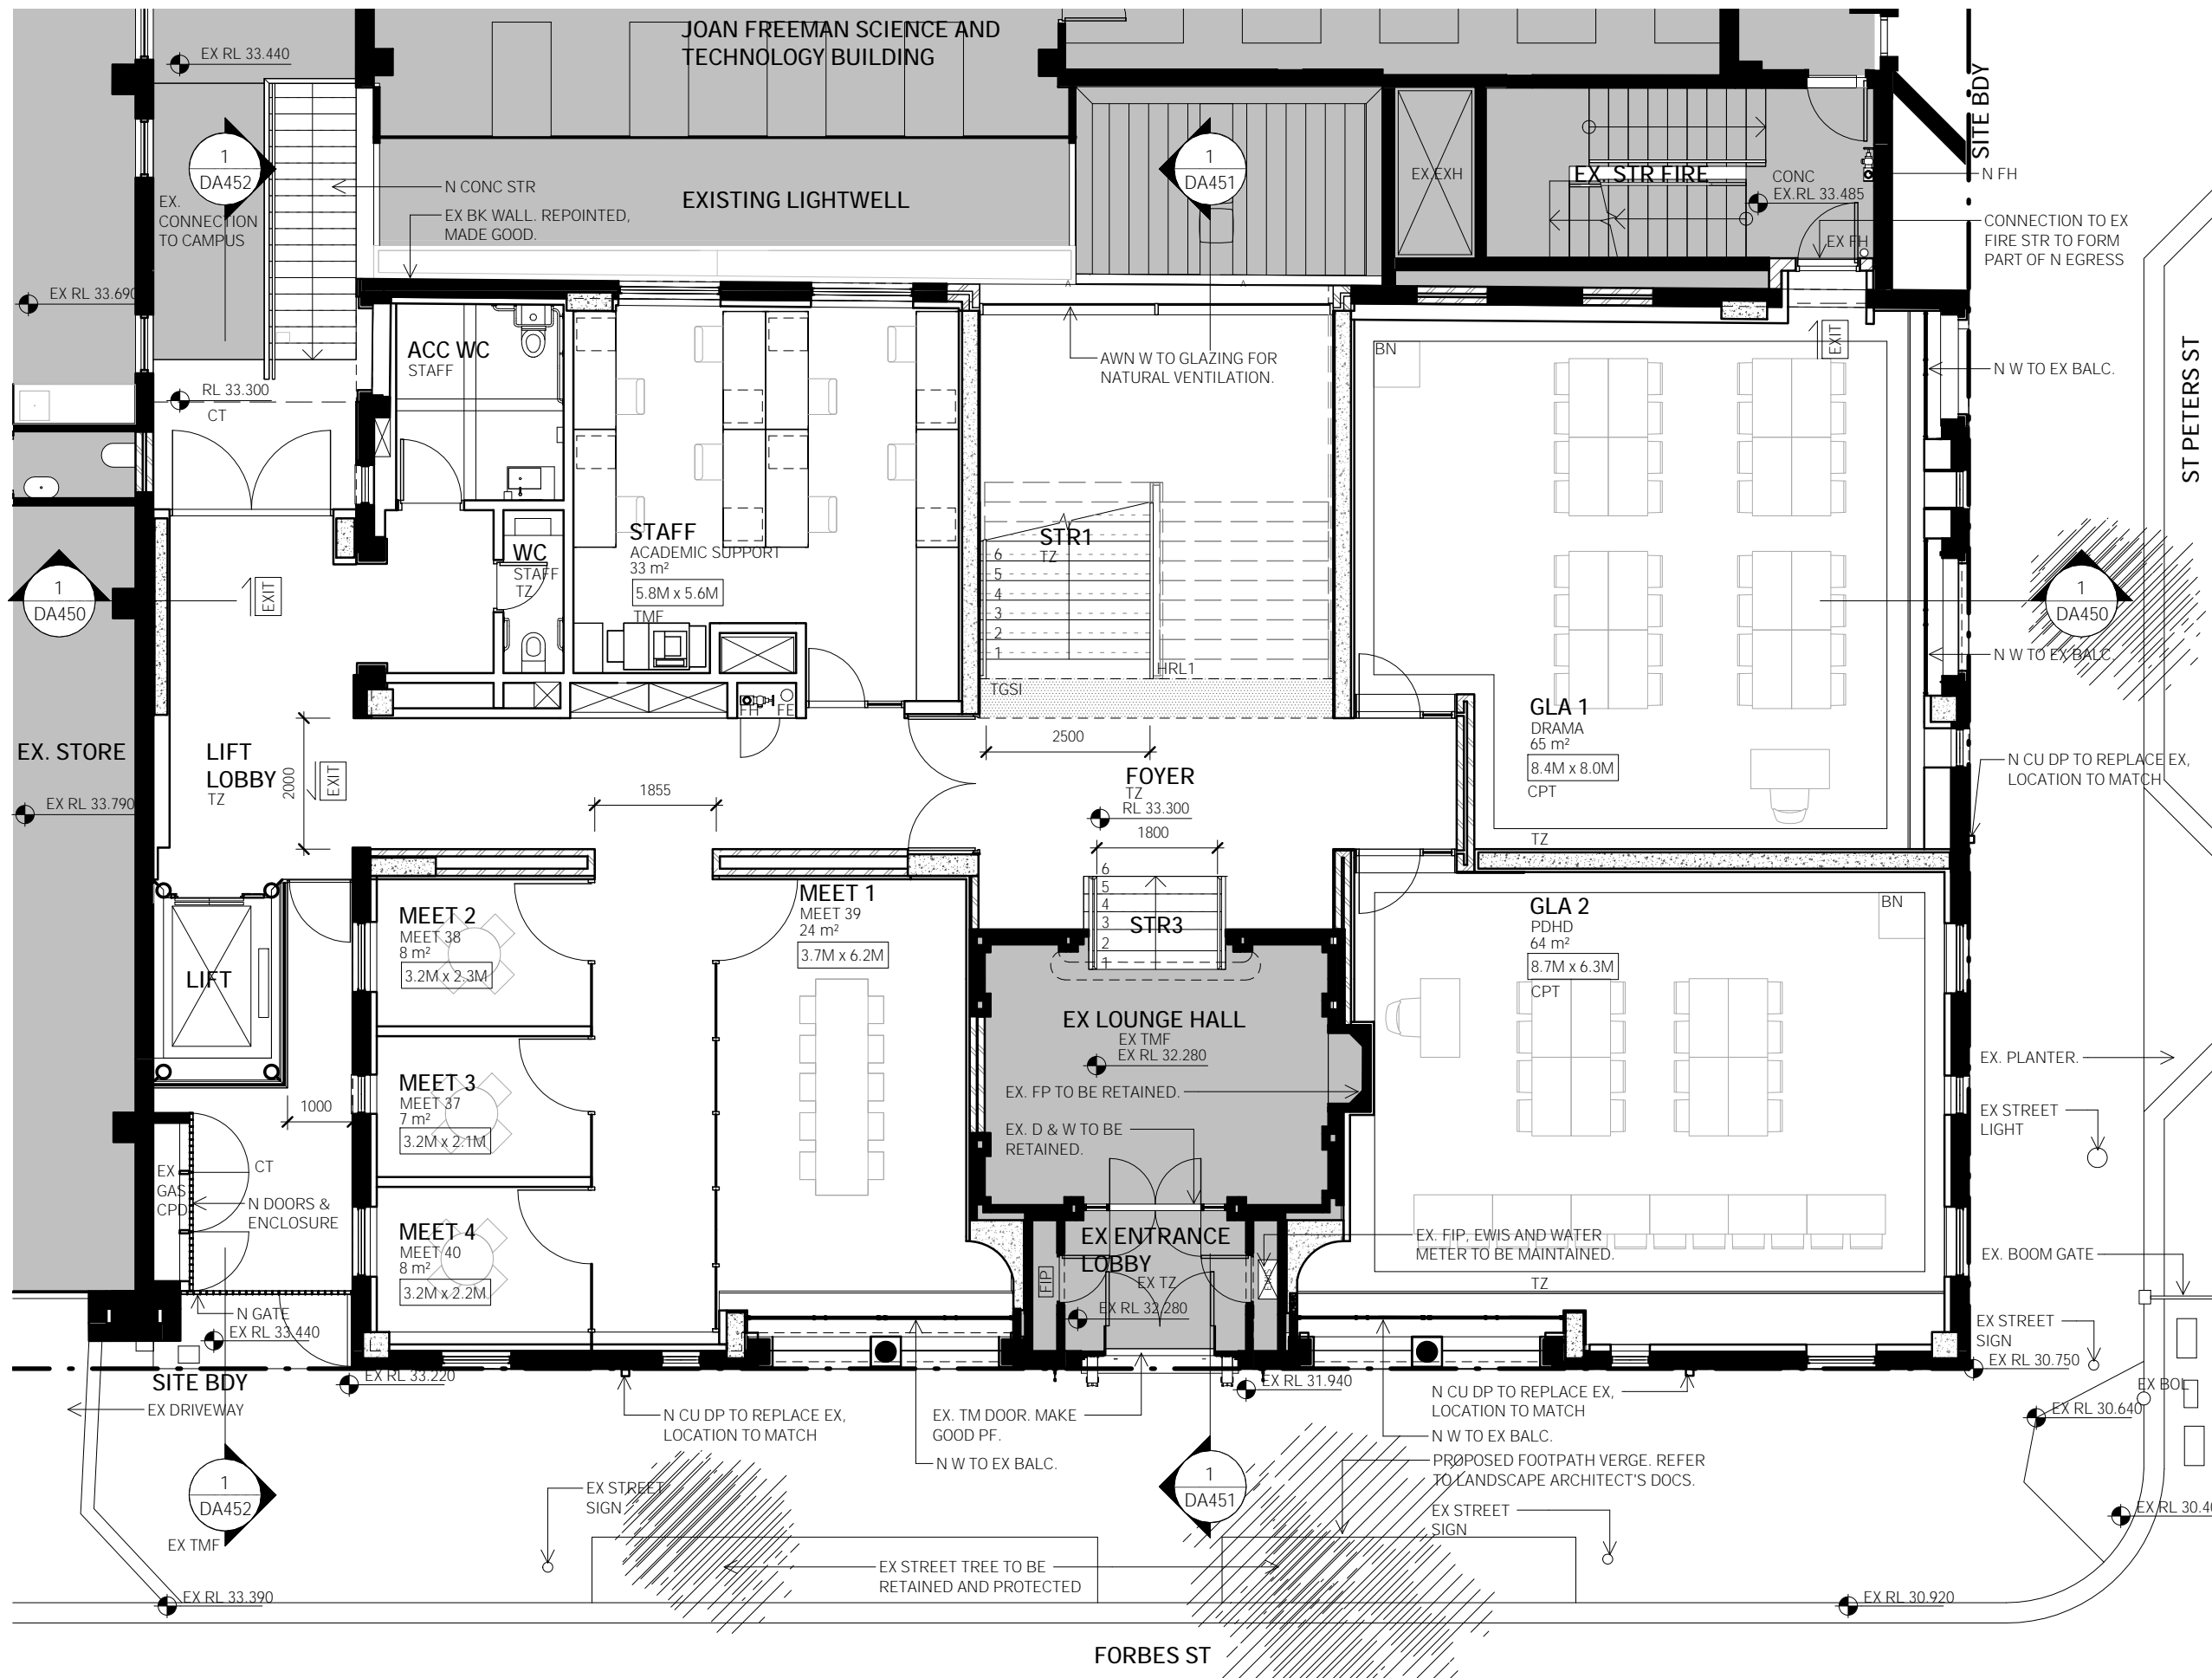 JOAN FREEMAN SCIENCE AND
TECHNOLOGY BUILDING
EX RL 33.440
SITE BDY
1
DA452
1
DA451
N CONC STR
EX BK WALL. REPOINTED,
MADE GOOD.
EXISTING LIGHTWELL
EX.
CONNECTION
TO CAMPUS
EX EXH
EX. STR FIRE
CONC
EX.RL 33.485
EX FH
N FH
CONNECTION TO EX
FIRE STR TO FORM
PART OF N EGRESS
EX RL 33.690
ACC WC
STAFF
AWN W TO GLAZING FOR
NATURAL VENTILATION.
BN
EXIT
N W TO EX BALC.
ST PETERS ST
RL 33.300
CT
STAFF
ACADEMIC SUPPORT
33 m²
5.8M x 5.6M
TMF
WC
STAFF
TZ
STR1
TZ
6
5
4
3
2
1
HRL1
TGSI
1
DA450
EXIT
1
DA450
N W TO EX BALC.
FH
FE
GLA 1
DRAMA
65 m²
8.4M x 8.0M
CPT
TZ
EX. STORE
EX RL 33.790
LIFT
LOBBY
TZ
2000
EXIT
1855
2500
FOYER
TZ
RL 33.300
1800
N CU DP TO REPLACE EX,
LOCATION TO MATCH
6
5
4
3
2
1
STR3
MEET 2
MEET 38
8 m²
3.2M x 2.3M
MEET 1
MEET 39
24 m²
3.7M x 6.2M
GLA 2
PDHD
64 m²
8.7M x 6.3M
CPT
BN
LIFT
EX LOUNGE HALL
EX TMF
EX RL 32.280
EX. FP TO BE RETAINED.
EX. D & W TO BE
RETAINED.
EX. PLANTER.
EX STREET
LIGHT
MEET 3
MEET 37
7 m²
3.2M x 2.1M
1000
EX
GAS
CPD
CT
N DOORS &
ENCLOSURE
MEET 4
MEET 40
8 m²
3.2M x 2.2M
EX ENTRANCE
LOBBY
EX TZ
EX RL 32.280
FIP
EX. FIP, EWIS AND WATER
METER TO BE MAINTAINED.
TZ
EX. BOOM GATE
N GATE
EX RL 33.440
EX STREET
SIGN
EX RL 30.750
SITE BDY
EX RL 33.220
EX RL 31.940
EX DRIVEWAY
N CU DP TO REPLACE EX,
LOCATION TO MATCH
EX. TM DOOR. MAKE
GOOD PF.
N CU DP TO REPLACE EX,
LOCATION TO MATCH
EX BOL
EX RL 30.640
N W TO EX BALC.
N W TO EX BALC.
PROPOSED FOOTPATH VERGE. REFER
TO LANDSCAPE ARCHITECT'S DOCS.
1
DA452
EX TMF
EX STREET
SIGN
1
DA451
EX STREET
SIGN
EX STREET TREE TO BE
RETAINED AND PROTECTED
EX RL 33.390
EX RL 30.920
FORBES ST